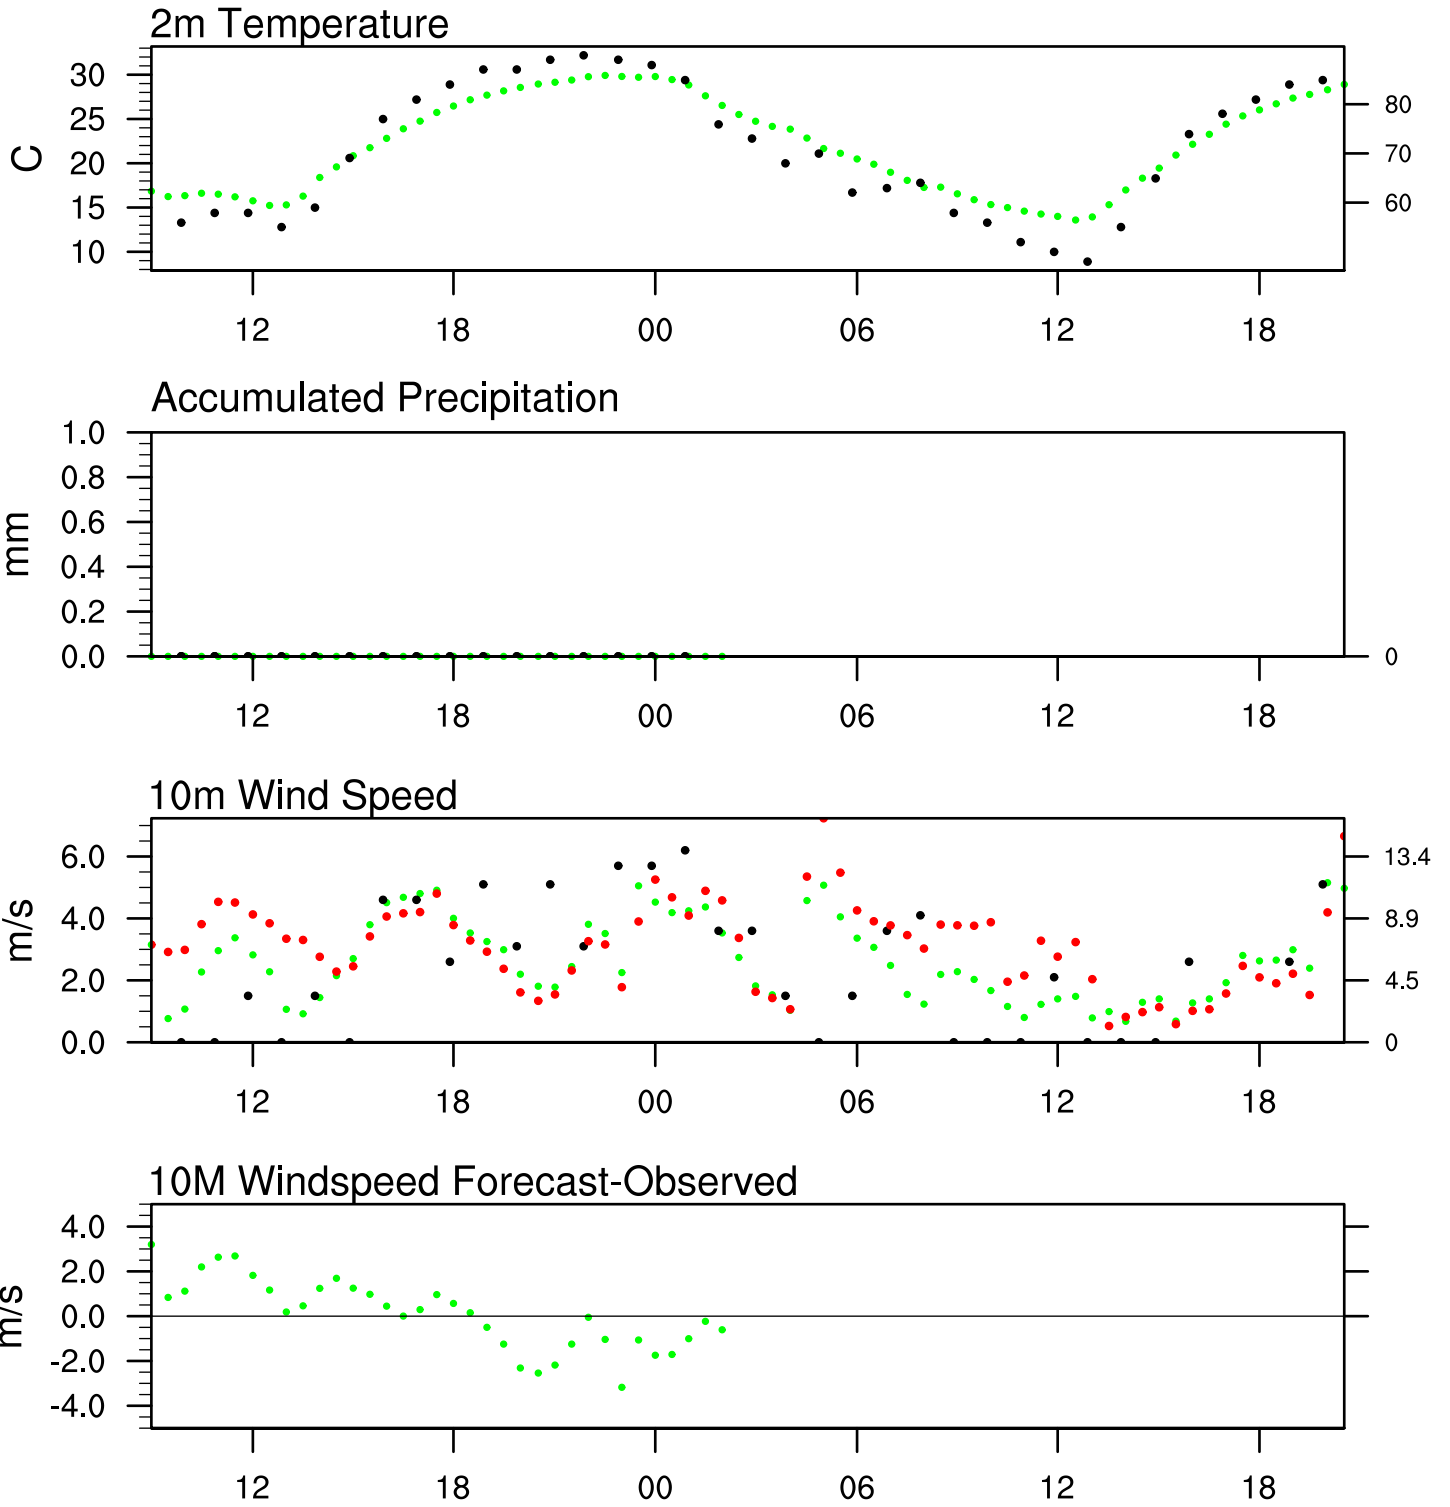 2m Temperature
30
25
20
15
10
C
80
70
60
12 18 00 06 12 18
Accumulated Precipitation
1.0
0.8
0.6
0.4
0.2
0.0
mm
0
12 18 00 06 12 18
10m Wind Speed
6.0
4.0
2.0
0.0
m/s
13.4
8.9
4.5
0
12 18 00 06 12 18
10M Windspeed Forecast-Observed
4.0
2.0
0.0
-2.0
-4.0
m/s
12 18 00 06 12 18